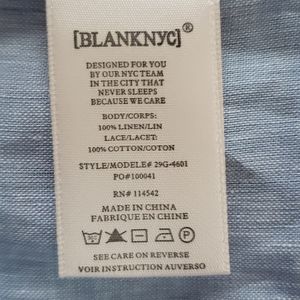 [BLANKNYC]®
DESIGNED FOR YOU
BY OUR NYC TEAM
IN THE CITY THAT
NEVER SLEEPS
BECAUSE WE CARE
BODY/CORPS:
100% LINEN/LIN
LACE/LACET:
100% COTTON/COTON
STYLE/MODELE# 29G-4601
PO#100041
RN# 114542
MADE IN CHINA
FABRIQUE EN CHINE
SEE CARE ON REVERSE
VOIR INSTRUCTION AUVERSO